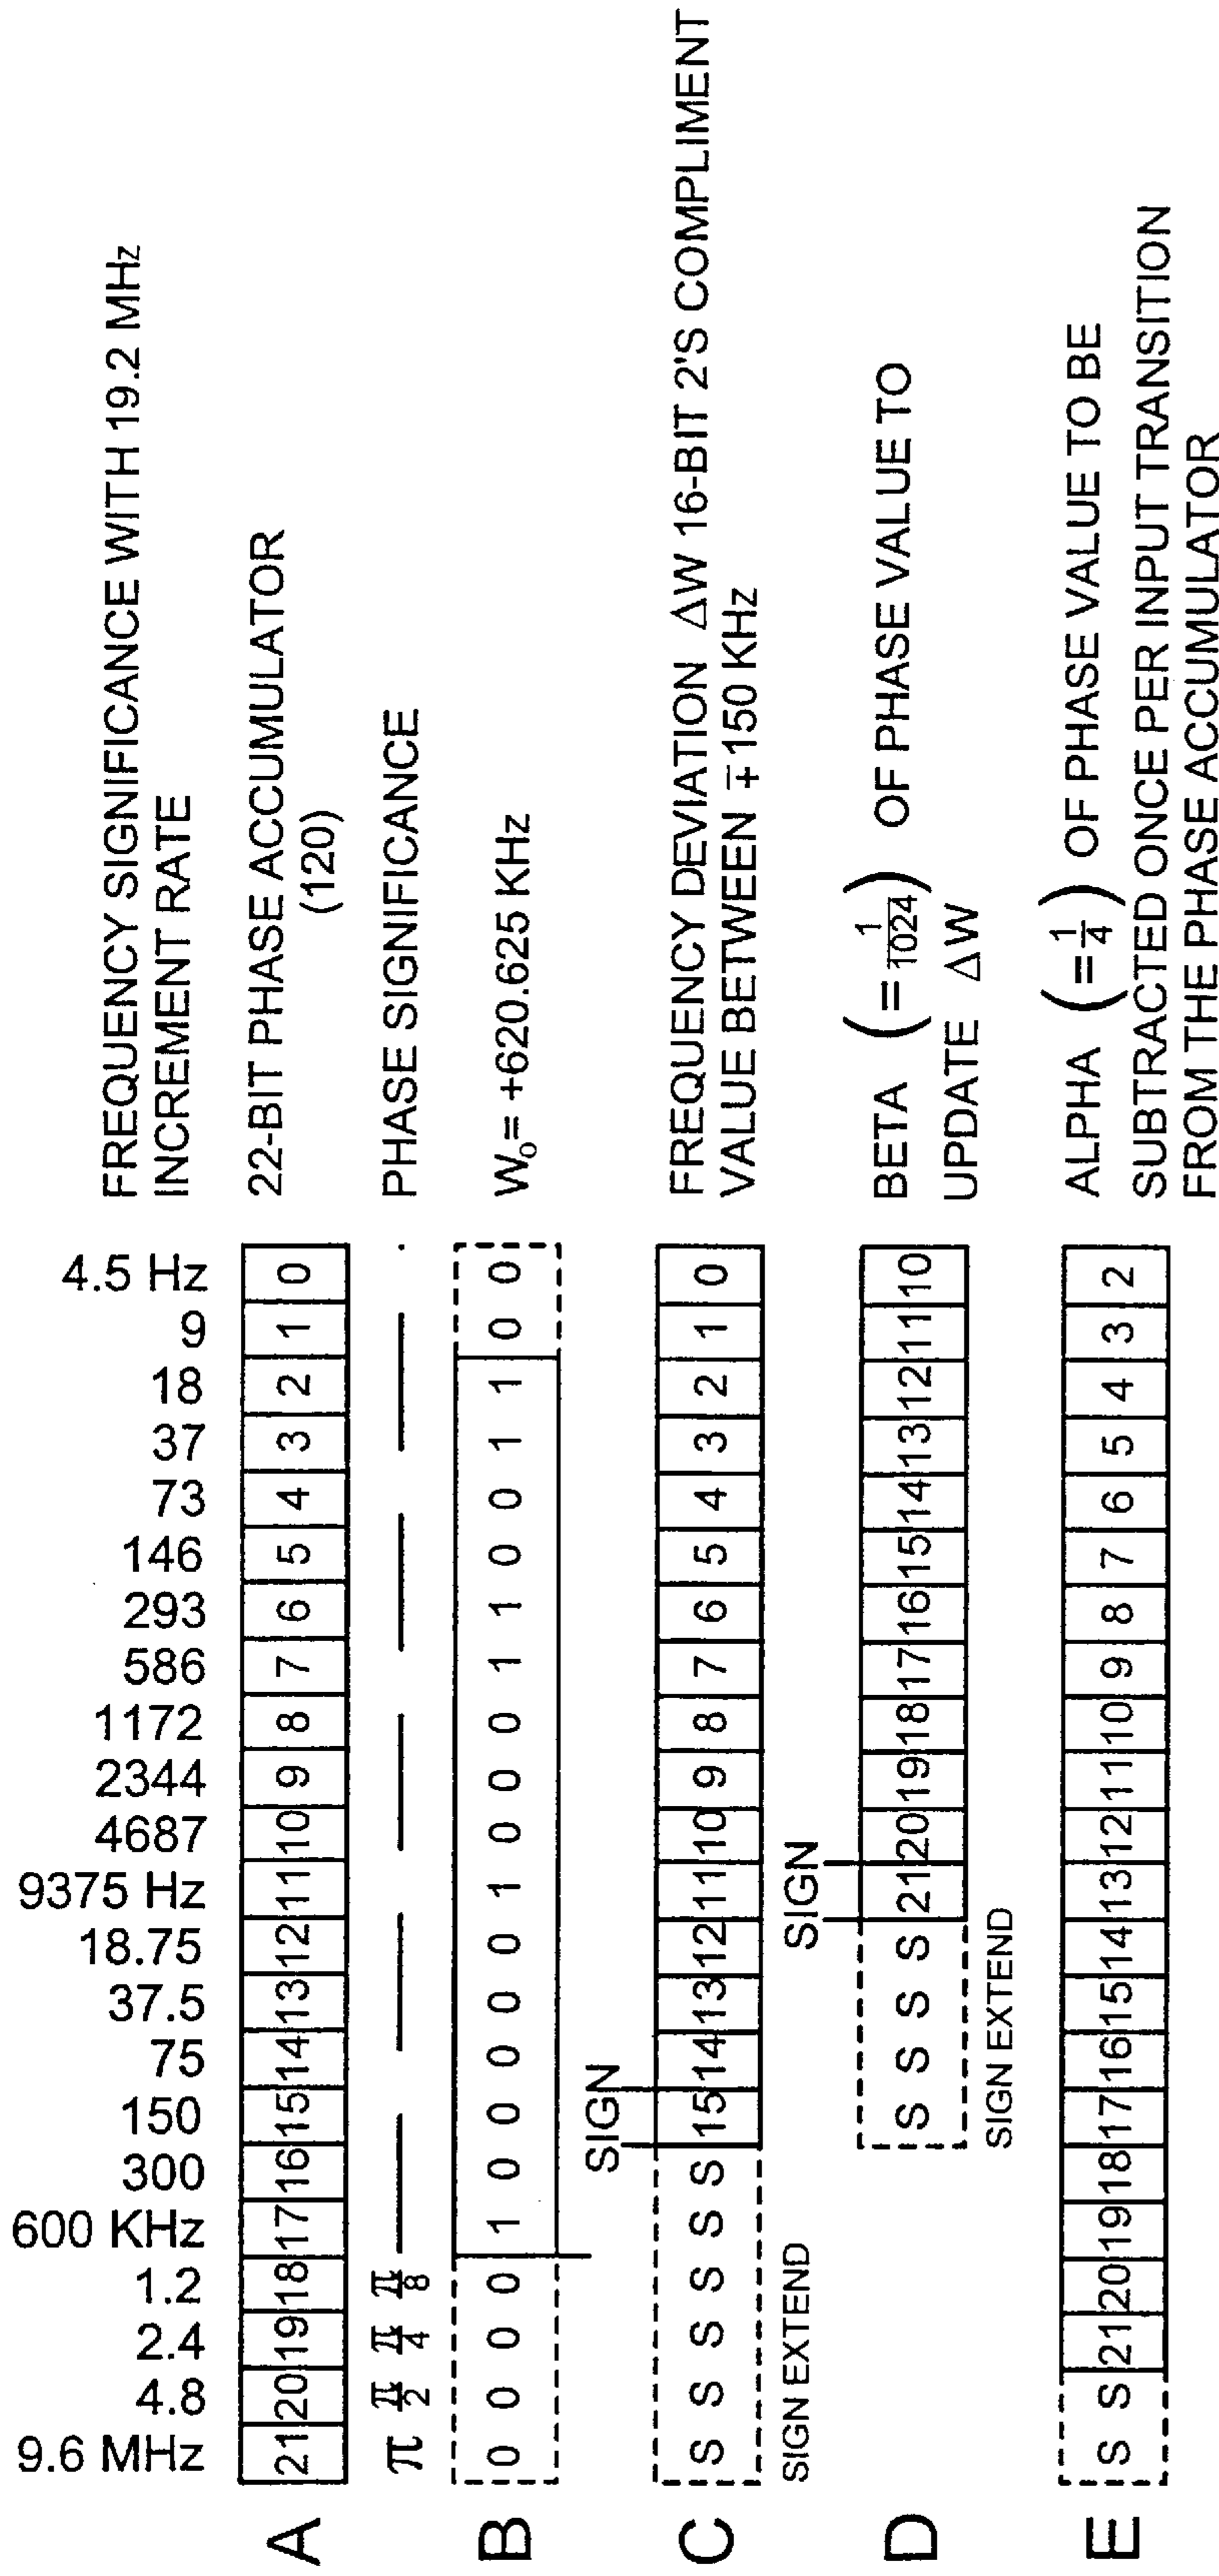 9.6 MHz 4.8 2.4 1.2 600 KHz 300 150 75 37.5 18.75 9375 Hz 4687 2344 1172 586 293 146 73 37 18 9 4.5 Hz
FREQUENCY SIGNIFICANCE WITH 19.2 MHz
INCREMENT RATE
A 21 20 19 18 17 16 15 14 13 12 11 10 9 8 7 6 5 4 3 2 1 0
22-BIT PHASE ACCUMULATOR
(120)
π π/2 π/4 π/8
PHASE SIGNIFICANCE
B 0 0 0 0 1 0 0 0 0 0 1 0 0 0 1 1 0 0 1 1 0 0
W₀= +620.625 KHz
SIGN
C S S S S S S 15 14 13 12 11 10 9 8 7 6 5 4 3 2 1 0
FREQUENCY DEVIATION ΔW 16-BIT 2'S COMPLIMENT
VALUE BETWEEN ∓150 KHz
SIGN EXTEND
SIGN
D S S S S 21 20 19 18 17 16 15 14 13 12 11 10
BETA (=1/1024) OF PHASE VALUE TO
UPDATE ΔW
SIGN EXTEND
E S S 21 20 19 18 17 16 15 14 13 12 11 10 9 8 7 6 5 4 3 2
ALPHA (=1/4) OF PHASE VALUE TO BE
SUBTRACTED ONCE PER INPUT TRANSITION
FROM THE PHASE ACCUMULATOR